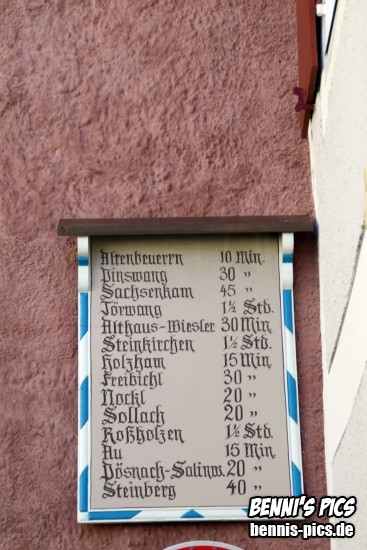 Altenbeuerrn 10 Min.
Pinswang 30 "
Sachsenkam 45 "
Törwang 1½ Std.
Althaus-Wiesler 30 Min
Steinkirchen 1½ Std.
Holzham 15 Min
Freibichl 30 "
Nockl 20 "
Sollach 20 "
Roßholzen 1½ Std.
Au 15 Min
Pösnach-Salinw. 20 "
Steinberg 40 "
BENNI'S PICS
bennis-pics.de